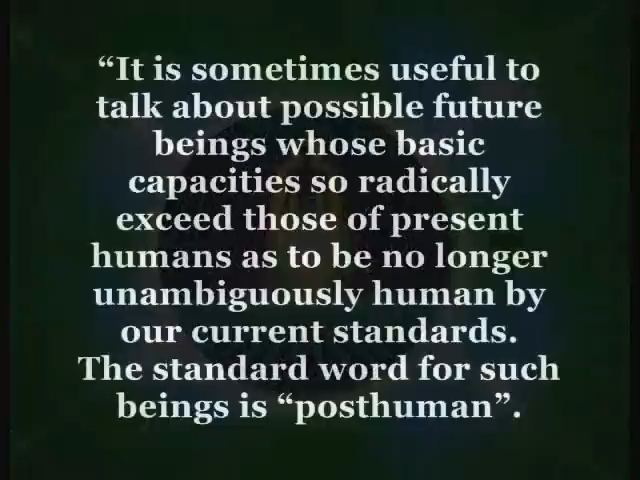 “It is sometimes useful to
talk about possible future
beings whose basic
capacities so radically
exceed those of present
humans as to be no longer
unambiguously human by
our current standards.
The standard word for such
beings is “posthuman”.